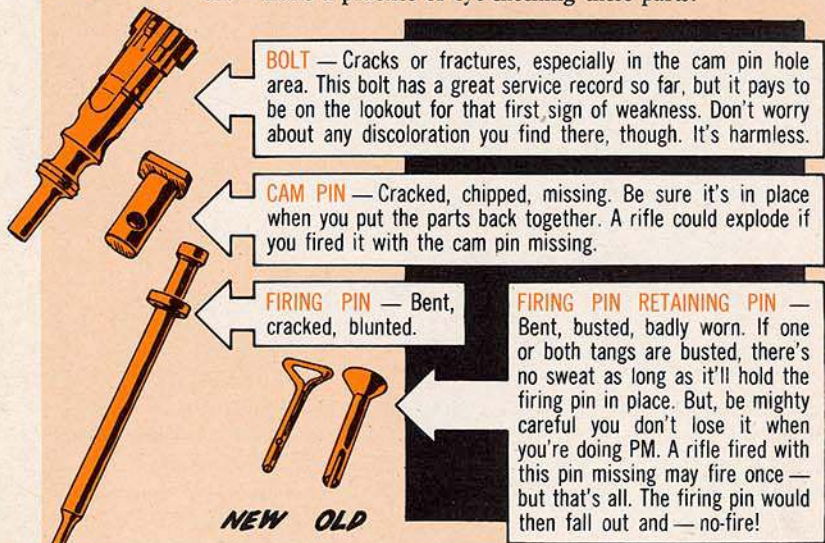 BOLT — Cracks or fractures, especially in the cam pin hole
area. This bolt has a great service record so far, but it pays to
be on the lookout for that first sign of weakness. Don't worry
about any discoloration you find there, though. It's harmless.
CAM PIN — Cracked, chipped, missing. Be sure it's in place
when you put the parts back together. A rifle could explode if
you fired it with the cam pin missing.
FIRING PIN — Bent,
cracked, blunted.
FIRING PIN RETAINING PIN —
Bent, busted, badly worn. If one
or both tangs are busted, there's
no sweat as long as it'll hold the
firing pin in place. But, be mighty
careful you don't lose it when
you're doing PM. A rifle fired with
this pin missing may fire once —
but that's all. The firing pin would
then fall out and — no-fire!
NEW OLD